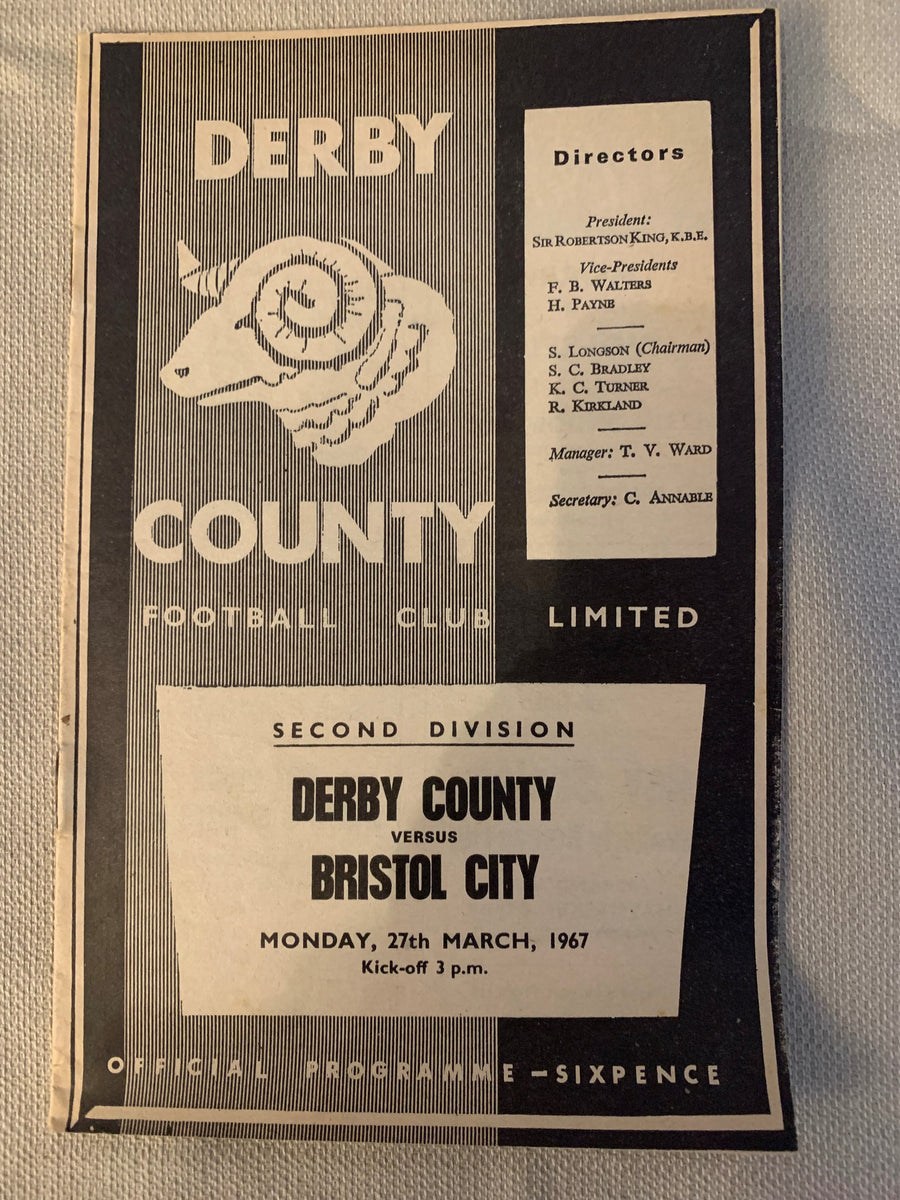 DERBY
COUNTY
FOOTBALL CLUB LIMITED
Directors
President:
SIR ROBERTSON KING, K.B.E.
Vice-Presidents
F. B. WALTERS
H. PAYNE
S. LONGSON (Chairman)
S. C. BRADLEY
K. C. TURNER
R. KIRKLAND
Manager: T. V. WARD
Secretary: C. ANNABLE
SECOND DIVISION
DERBY COUNTY
VERSUS
BRISTOL CITY
MONDAY, 27th MARCH, 1967
Kick-off 3 p.m.
OFFICIAL PROGRAMME – SIXPENCE